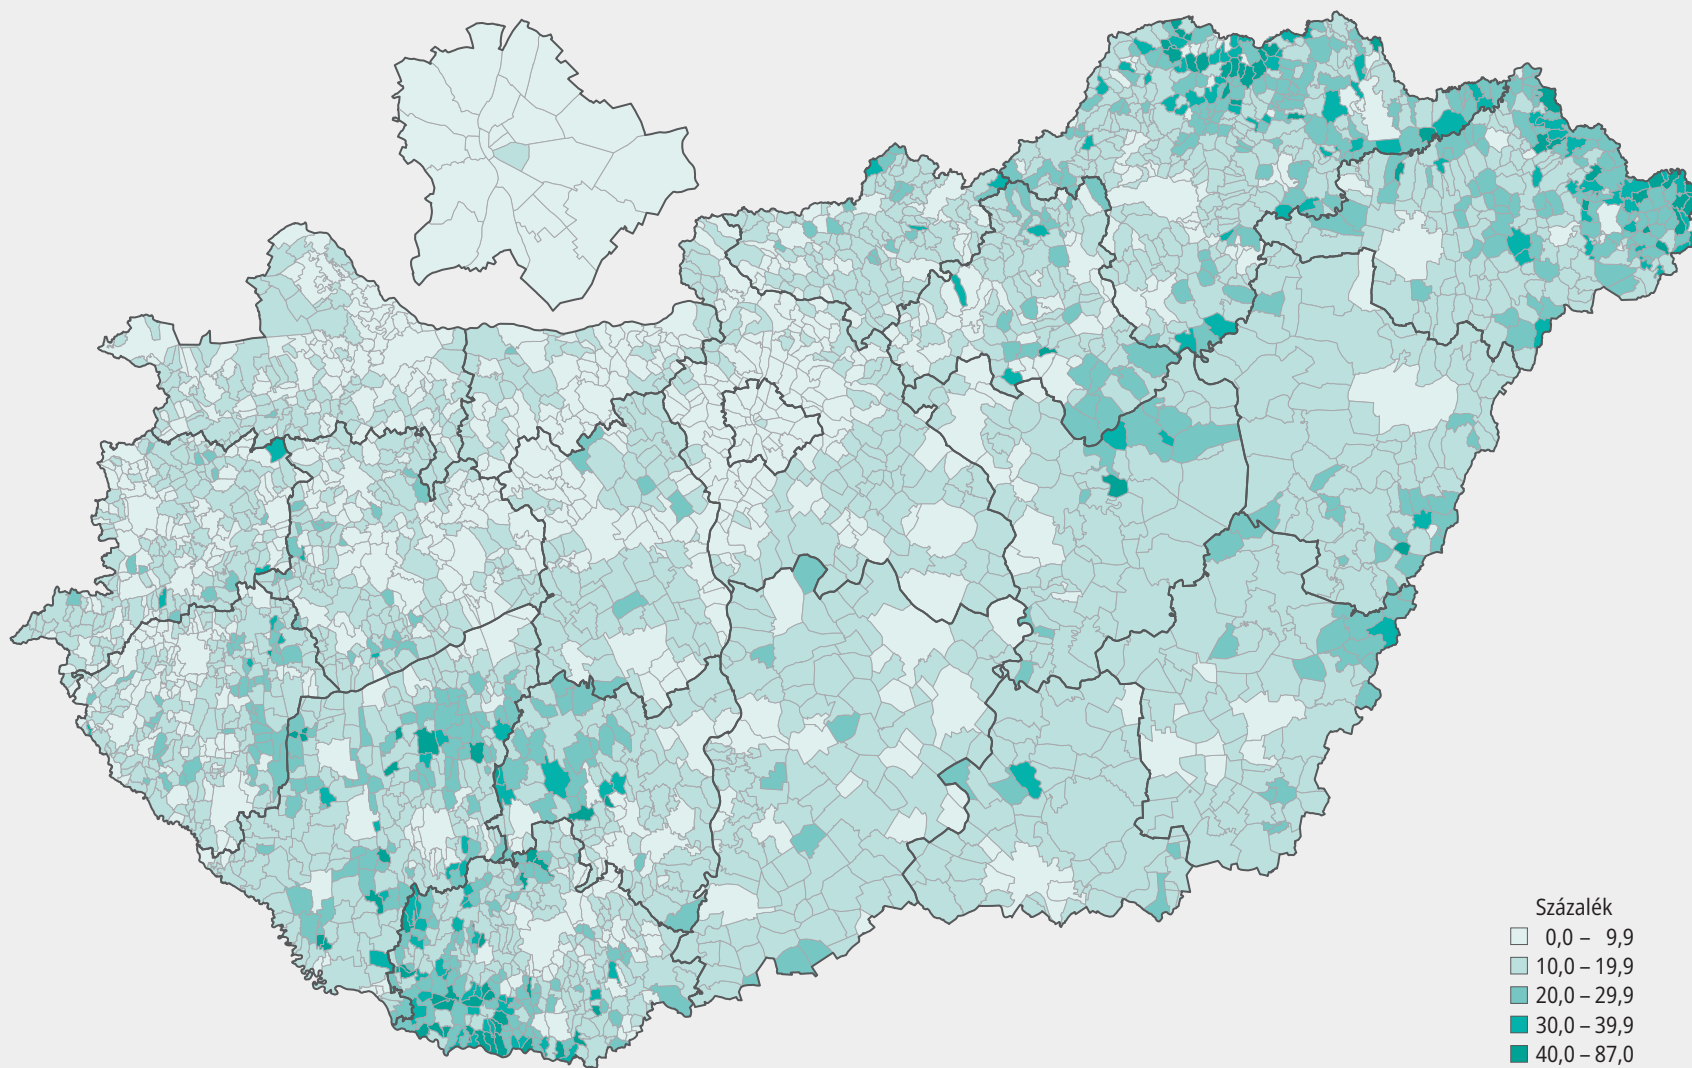 Százalék
0,0 – 9,9
10,0 – 19,9
20,0 – 29,9
30,0 – 39,9
40,0 – 87,0